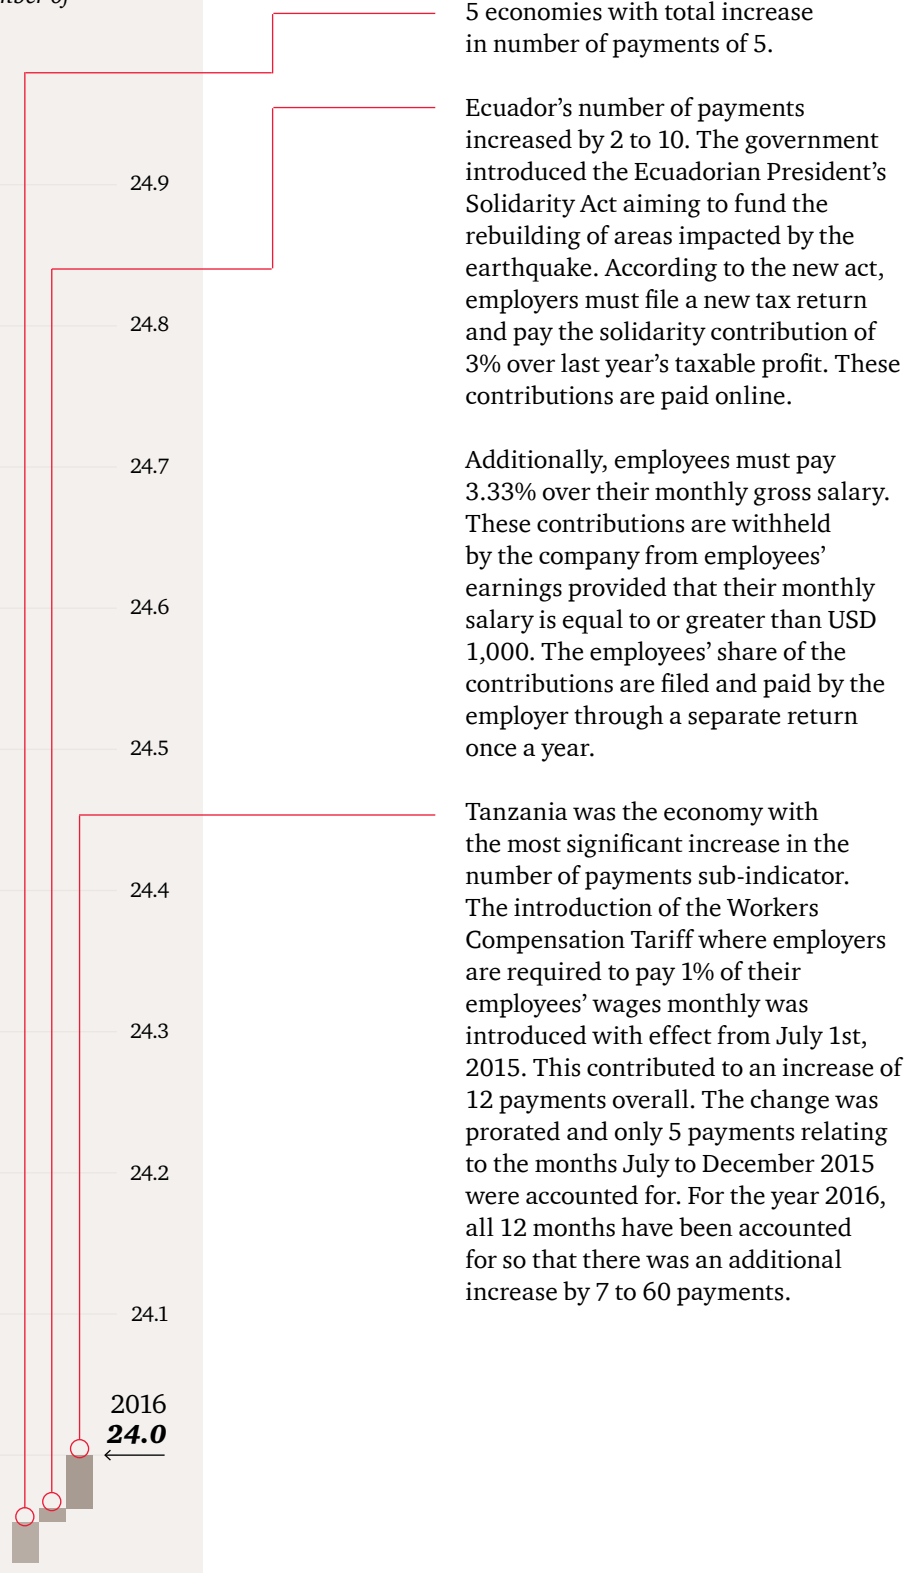 5 economies with total increase
in number of payments of 5.
Ecuador’s number of payments
increased by 2 to 10. The government
introduced the Ecuadorian President’s
Solidarity Act aiming to fund the
rebuilding of areas impacted by the
earthquake. According to the new act,
employers must file a new tax return
and pay the solidarity contribution of
3% over last year’s taxable profit. These
contributions are paid online.
Additionally, employees must pay
3.33% over their monthly gross salary.
These contributions are withheld
by the company from employees’
earnings provided that their monthly
salary is equal to or greater than USD
1,000. The employees’ share of the
contributions are filed and paid by the
employer through a separate return
once a year.
Tanzania was the economy with
the most significant increase in the
number of payments sub-indicator.
The introduction of the Workers
Compensation Tariff where employers
are required to pay 1% of their
employees’ wages monthly was
introduced with effect from July 1st,
2015. This contributed to an increase of
12 payments overall. The change was
prorated and only 5 payments relating
to the months July to December 2015
were accounted for. For the year 2016,
all 12 months have been accounted
for so that there was an additional
increase by 7 to 60 payments.
24.9
24.8
24.7
24.6
24.5
24.4
24.3
24.2
24.1
2016
24.0